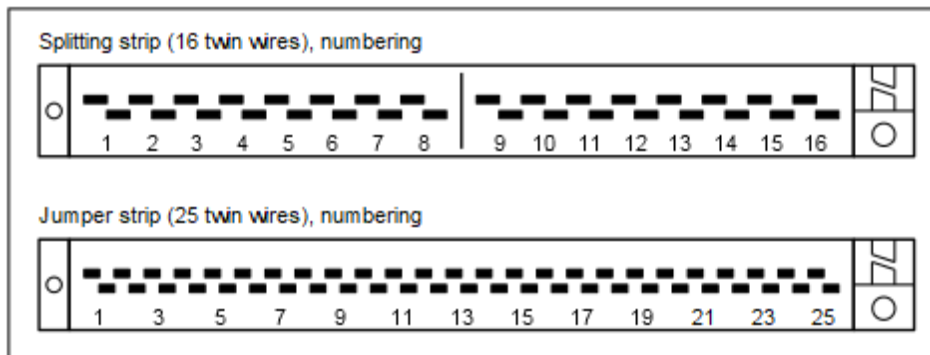 Splitting strip (16 twin wires), numbering
1 2 3 4 5 6 7 8 9 10 11 12 13 14 15 16
Jumper strip (25 twin wires), numbering
1 3 5 7 9 11 13 15 17 19 21 23 25